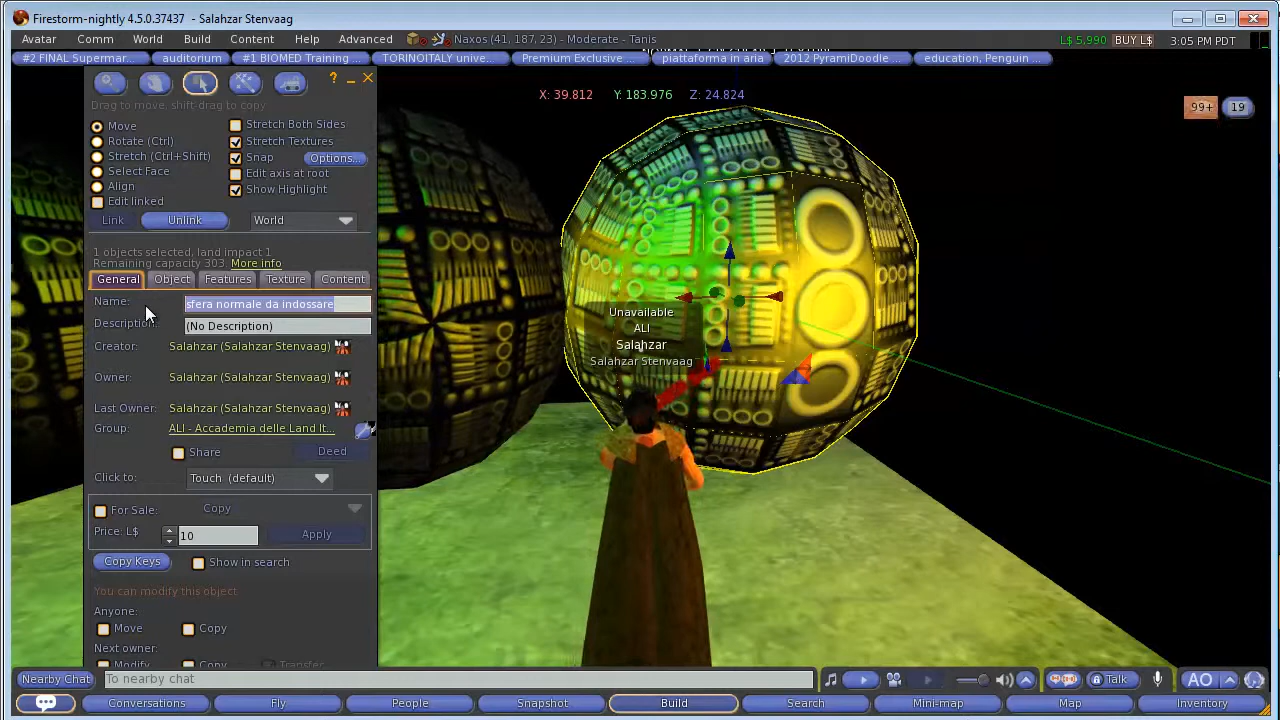 Firestorm-nightly 4.5.0.37437 - Salahzar Stenvaag
Avatar Comm World Build Content Help Advanced Naxos (41, 187, 23) - Moderate - Tanis L$ 5,990 BUY L$ 3:05 PM PDT
#2 FINAL Supermar... auditorium #1 BIOMED Training ... TORINOITALY unive... Premium Exclusive ... piattaforma in aria 2012 PyramiDoodle ... education, Penguin ...
? _
Drag to move, shift-drag to copy
X: 39.812 Y: 183.976 Z: 24.824
99+ 19
Move Stretch Both Sides
Rotate (Ctrl) Stretch Textures
Stretch (Ctrl+Shift) Snap Options...
Select Face Edit axis at root
Align Show Highlight
Edit linked
Link Unlink World
1 objects selected, land impact 1
Remaining capacity 303. More info
General Object Features Texture Content
Name: sfera normale da indossare
Description: (No Description)
Creator: Salahzar (Salahzar Stenvaag)
Owner: Salahzar (Salahzar Stenvaag)
Last Owner: Salahzar (Salahzar Stenvaag)
Group: ALI - Accademia delle Land It...
Share Deed
Click to: Touch (default)
For Sale: Copy
Price: L$ 10 Apply
Copy Keys Show in search
You can modify this object
Anyone:
Move Copy
Next owner:
Modify Copy Transfer
Unavailable
ALI
Salahzar
Salahzar Stenvaag
Nearby Chat To nearby chat Talk AO
Conversations Fly People Snapshot Build Search Mini-map Map Inventory